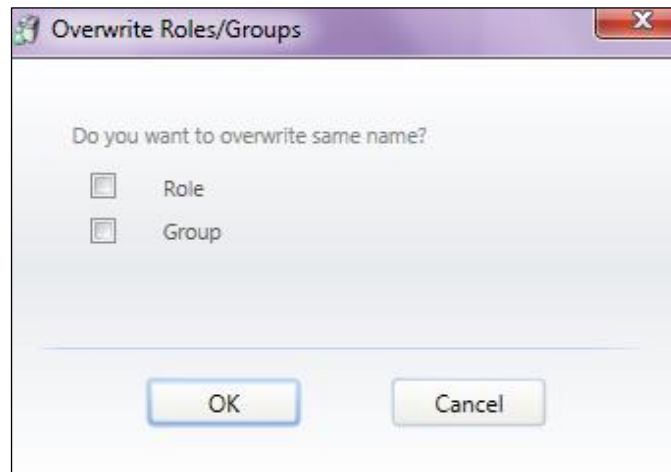 Overwrite Roles/Groups
Do you want to overwrite same name?
Role
Group
OK
Cancel